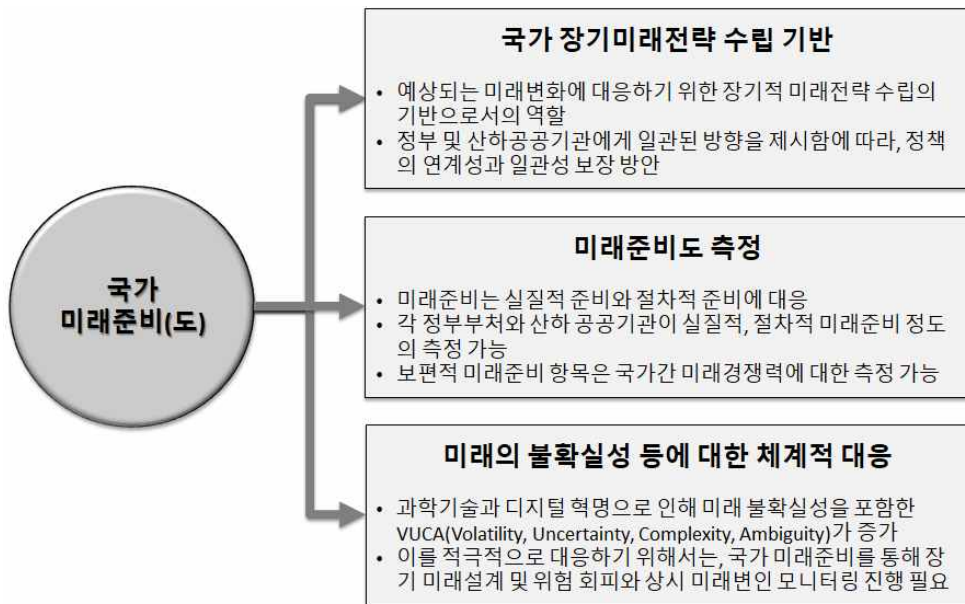 국가
미래준비(도)
국가 장기미래전략 수립 기반
• 예상되는 미래변화에 대응하기 위한 장기적 미래전략 수립의
기반으로서의 역할
• 정부 및 산하공공기관에게 일관된 방향을 제시함에 따라, 정책
의 연계성과 일관성 보장 방안
미래준비도 측정
• 미래준비는 실질적 준비와 절차적 준비에 대응
• 각 정부부처와 산하 공공기관이 실질적, 절차적 미래준비 정도
의 측정 가능
• 보편적 미래준비 항목은 국가간 미래경쟁력에 대한 측정 가능
미래의 불확실성 등에 대한 체계적 대응
• 과학기술과 디지털 혁명으로 인해 미래 불확실성을 포함한
VUCA(Volatility, Uncertainty, Complexity, Ambiguity)가 증가
• 이를 적극적으로 대응하기 위해서는, 국가 미래준비를 통해 장
기 미래설계 및 위험 회피와 상시 미래변인 모니터링 진행 필요